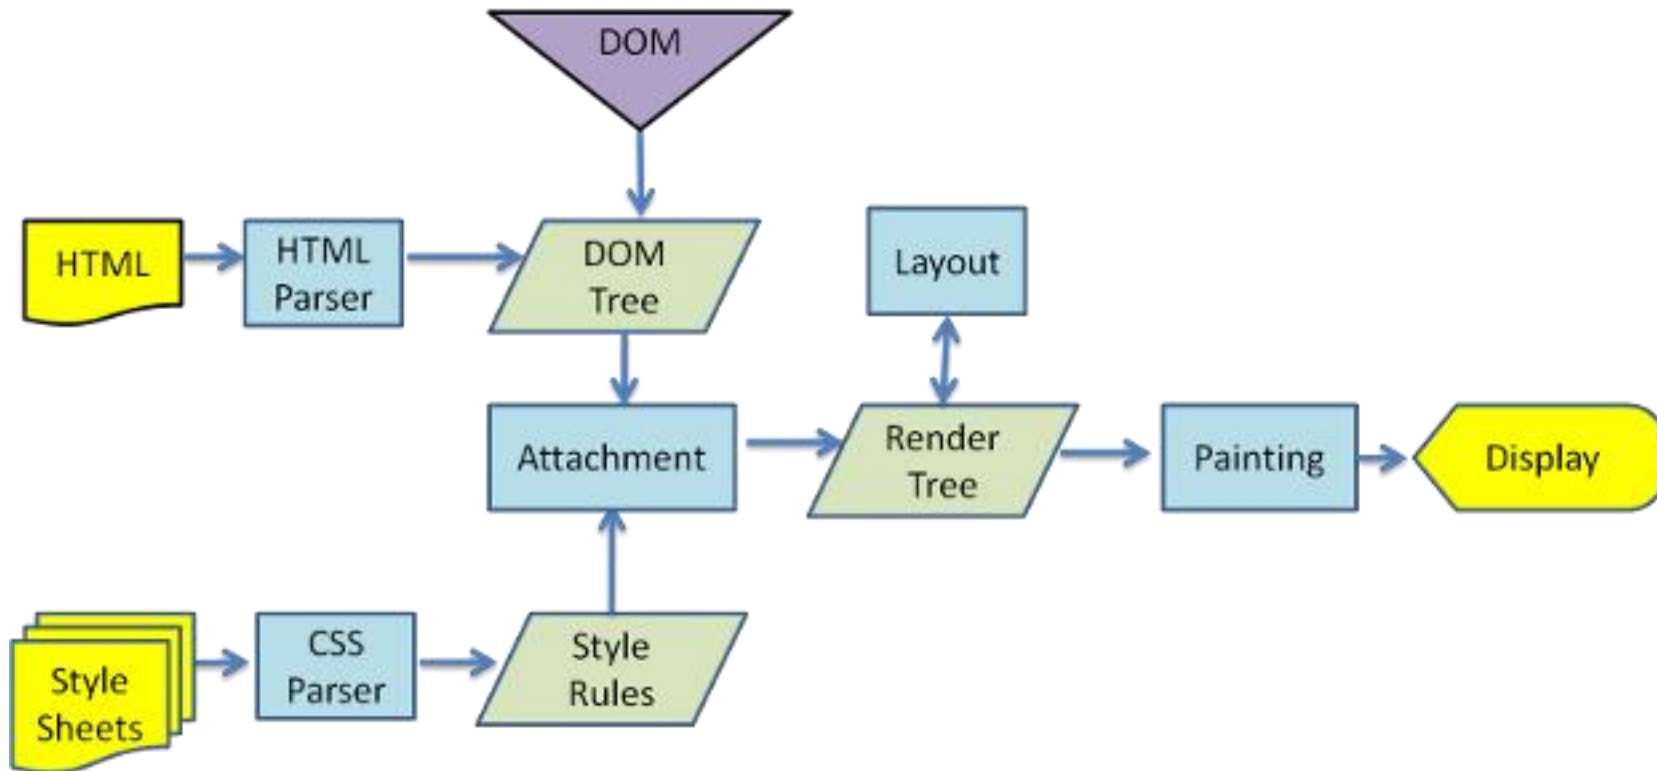 DOM
HTML
HTML
Parser
DOM
Tree
Layout
Attachment
Render
Tree
Painting
Display
Style
Sheets
CSS
Parser
Style
Rules